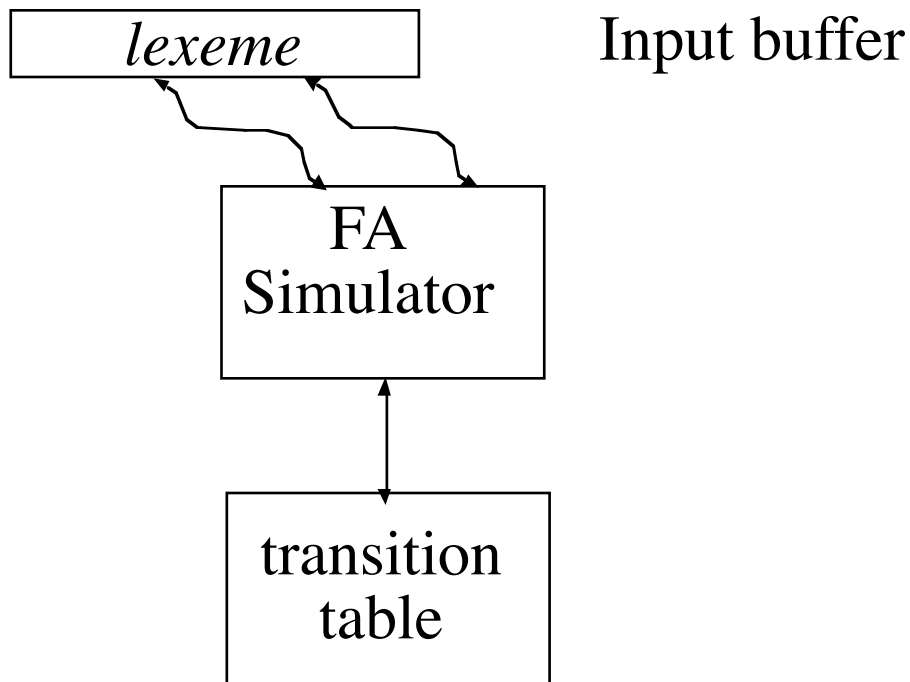 lexeme
Input buffer
FA
Simulator
transition
table